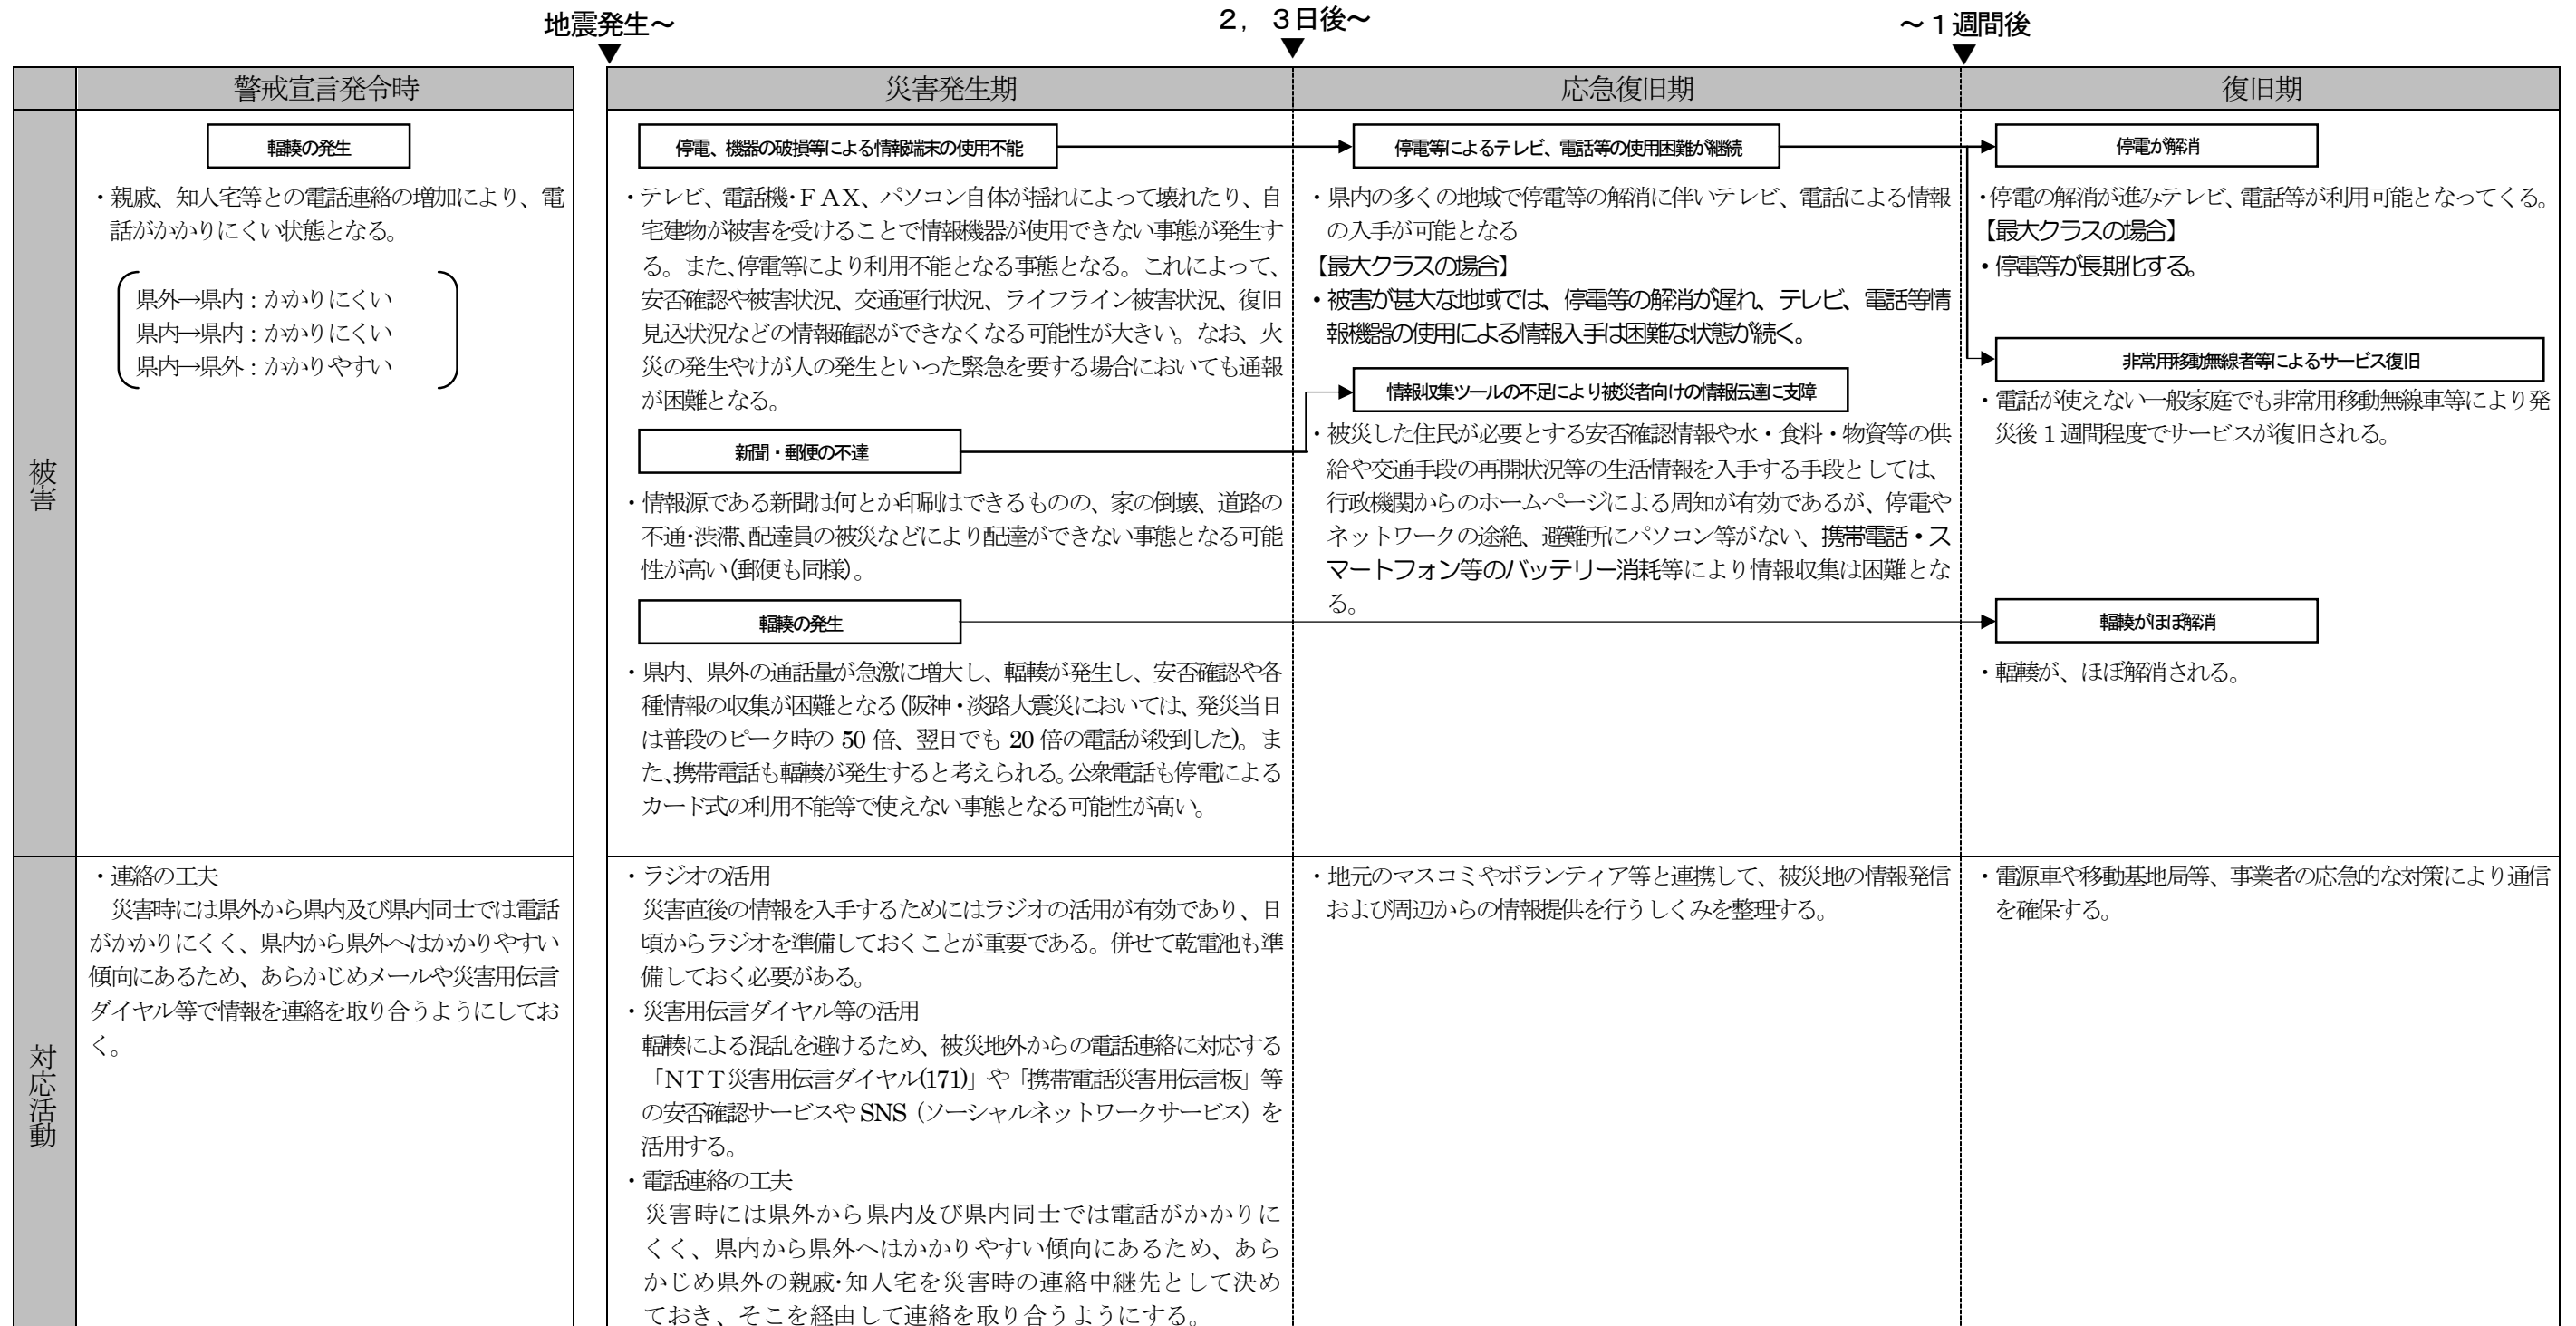 地震発生～
２，３日後～
～１週間後
警戒宣言発令時
災害発生期
応急復旧期
復旧期
被害
輻輳の発生
・親戚、知人宅等との電話連絡の増加により、電
話がかかりにくい状態となる。
県外→県内：かかりにくい
県内→県内：かかりにくい
県内→県外：かかりやすい
停電、機器の破損等による情報端末の使用不能
・テレビ、電話機・ＦＡＸ、パソコン自体が揺れによって壊れたり、自
宅建物が被害を受けることで情報機器が使用できない事態が発生す
る。また、停電等により利用不能となる事態となる。これによって、
安否確認や被害状況、交通運行状況、ライフライン被害状況、復旧
見込状況などの情報確認ができなくなる可能性が大きい。なお、火
災の発生やけが人の発生といった緊急を要する場合においても通報
が困難となる。
新聞・郵便の不達
・情報源である新聞は何とか印刷はできるものの、家の倒壊、道路の
不通・渋滞、配達員の被災などにより配達ができない事態となる可能
性が高い(郵便も同様)。
輻輳の発生
・県内、県外の通話量が急激に増大し、輻輳が発生し、安否確認や各
種情報の収集が困難となる(阪神・淡路大震災においては、発災当日
は普段のピーク時の 50 倍、翌日でも 20 倍の電話が殺到した)。ま
た、携帯電話も輻輳が発生すると考えられる。公衆電話も停電による
カード式の利用不能等で使えない事態となる可能性が高い。
停電等によるテレビ、電話等の使用困難が継続
・県内の多くの地域で停電等の解消に伴いテレビ、電話による情報
の入手が可能となる
【最大クラスの場合】
・被害が甚大な地域では、停電等の解消が遅れ、テレビ、電話等情
報機器の使用による情報入手は困難な状態が続く。
情報収集ツールの不足により被災者向けの情報伝達に支障
・被災した住民が必要とする安否確認情報や水・食料・物資等の供
給や交通手段の再開状況等の生活情報を入手する手段としては、
行政機関からのホームページによる周知が有効であるが、停電や
ネットワークの途絶、避難所にパソコン等がない、携帯電話・ス
マートフォン等のバッテリー消耗等により情報収集は困難とな
る。
停電が解消
・停電の解消が進みテレビ、電話等が利用可能となってくる。
【最大クラスの場合】
・停電等が長期化する。
非常用移動無線者等によるサービス復旧
・電話が使えない一般家庭でも非常用移動無線車等により発
災後 1 週間程度でサービスが復旧される。
輻輳がほぼ解消
・輻輳が、ほぼ解消される。
対応活動
・連絡の工夫
災害時には県外から県内及び県内同士では電話
がかかりにくく、県内から県外へはかかりやすい
傾向にあるため、あらかじめメールや災害用伝言
ダイヤル等で情報を連絡を取り合うようにしてお
く。
・ラジオの活用
災害直後の情報を入手するためにはラジオの活用が有効であり、日
頃からラジオを準備しておくことが重要である。併せて乾電池も準
備しておく必要がある。
・災害用伝言ダイヤル等の活用
輻輳による混乱を避けるため、被災地外からの電話連絡に対応する
「ＮＴＴ災害用伝言ダイヤル(171)」や「携帯電話災害用伝言板」等
の安否確認サービスや SNS（ソーシャルネットワークサービス）を
活用する。
・電話連絡の工夫
災害時には県外から県内及び県内同士では電話がかかりに
くく、県内から県外へはかかりやすい傾向にあるため、あら
かじめ県外の親戚・知人宅を災害時の連絡中継先として決め
ておき、そこを経由して連絡を取り合うようにする。
・地元のマスコミやボランティア等と連携して、被災地の情報発信
および周辺からの情報提供を行うしくみを整理する。
・電源車や移動基地局等、事業者の応急的な対策により通信
を確保する。